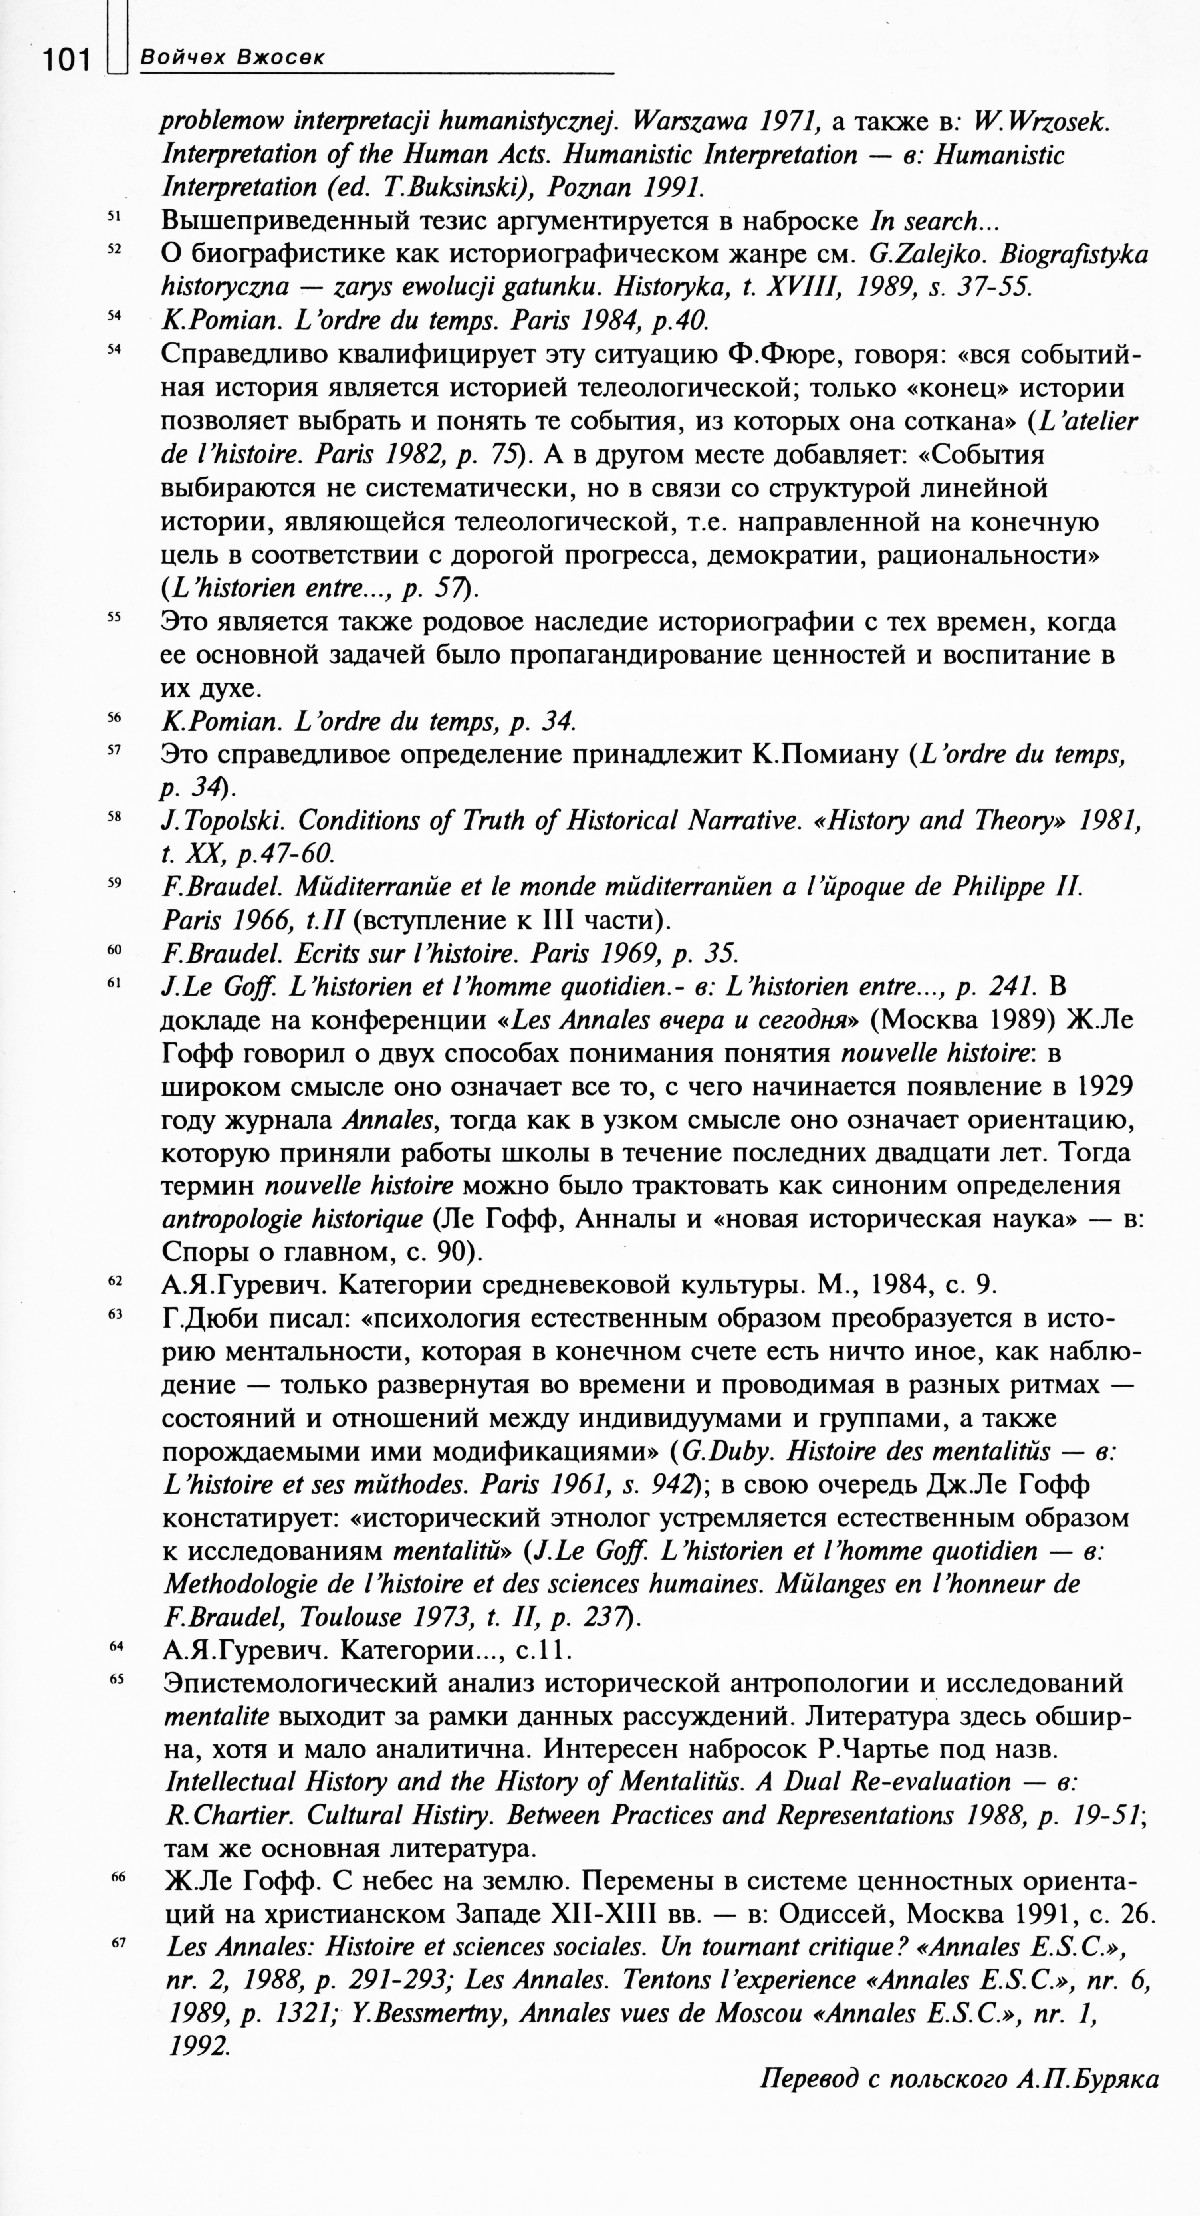 101 Войчех Вжосек
problemow interpretacji humanistycznej. Warszawa 1971, а также в: W.Wrzosek.
Interpretation of the Human Acts. Humanistic Interpretation — в: Humanistic
Interpretation (ed. T.Buksinski), Poznan 1991.
51 Вышеприведенный тезис аргументируется в наброске In search...
52 О биографистике как историографическом жанре см. G.Zalejko. Biografistyka
historyczna — zarys ewolucji gatunku. Historyka, t. XVIII, 1989, s. 37-55.
54 K.Pomian. L'ordre du temps. Paris 1984, p.40.
54 Справедливо квалифицирует эту ситуацию Ф.Фюре, говоря: «вся событий-
ная история является историей телеологической; только «конец» истории
позволяет выбрать и понять те события, из которых она соткана» (L'atelier
de l'histoire. Paris 1982, p. 75). А в другом месте добавляет: «События
выбираются не систематически, но в связи со структурой линейной
истории, являющейся телеологической, т.е. направленной на конечную
цель в соответствии с дорогой прогресса, демократии, рациональности»
(L'historien entre..., p. 57).
55 Это является также родовое наследие историографии с тех времен, когда
ее основной задачей было пропагандирование ценностей и воспитание в
их духе.
56 K.Pomian. L'ordre du temps, p. 34.
57 Это справедливое определение принадлежит К.Помиану (L'ordre du temps,
p. 34).
58 J.Topolski. Conditions of Truth of Historical Narrative. «History and Theory» 1981,
t. XX, p.47-60.
59 F.Braudel. Mйditerranйe et le monde mйditerranйen a l'йpoque de Philippe II.
Paris 1966, t.II (вступление к III части).
60 F.Braudel. Ecrits sur l'histoire. Paris 1969, p. 35.
61 J.Le Goff. L'historien et l'homme quotidien.- в: L'historien entre..., p. 241. В
докладе на конференции «Les Annales вчера и сегодня» (Москва 1989) Ж.Ле
Гофф говорил о двух способах понимания понятия nouvelle histoire: в
широком смысле оно означает все то, с чего начинается появление в 1929
году журнала Annales, тогда как в узком смысле оно означает ориентацию,
которую приняли работы школы в течение последних двадцати лет. Тогда
термин nouvelle histoire можно было трактовать как синоним определения
antropologie historique (Ле Гофф, Анналы и «новая историческая наука» — в:
Споры о главном, с. 90).
62 А.Я.Гуревич. Категории средневековой культуры. М., 1984, с. 9.
63 Г.Дюби писал: «психология естественным образом преобразуется в исто-
рию ментальности, которая в конечном счете есть ничто иное, как наблю-
дение — только развернутая во времени и проводимая в разных ритмах —
состояний и отношений между индивидуумами и группами, а также
порождаемыми ими модификациями» (G.Duby. Histoire des mentalitйs — в:
L'histoire et ses mйthodes. Paris 1961, s. 942); в свою очередь Дж.Ле Гофф
констатирует: «исторический этнолог устремляется естественным образом
к исследованиям mentalitй» (J.Le Goff. L'historien et l'homme quotidien — в:
Methodologie de l'histoire et des sciences humaines. Mйlanges en l'honneur de
F.Braudel, Toulouse 1973, t. II, p. 237).
64 А.Я.Гуревич. Категории..., с.11.
65 Эпистемологический анализ исторической антропологии и исследований
mentalite выходит за рамки данных рассуждений. Литература здесь обшир-
на, хотя и мало аналитична. Интересен набросок Р.Чартье под назв.
Intellectual History and the History of Mentalitйs. A Dual Re-evaluation — в:
R.Chartier. Cultural Histiry. Between Practices and Representations 1988, p. 19-51;
там же основная литература.
66 Ж.Ле Гофф. С небес на землю. Перемены в системе ценностных ориента-
ций на христианском Западе XII-XIII вв. — в: Одиссей, Москва 1991, с. 26.
67 Les Annales: Histoire et sciences sociales. Un tournant critique? «Annales E.S.C.»,
nr. 2, 1988, p. 291-293; Les Annales. Tentons l'experience «Annales E.S.C.», nr. 6,
1989, p. 1321; Y.Bessmertny, Annales vues de Moscou «Annales E.S.C.», nr. 1,
1992.
Перевод с польского А.П.Буряка